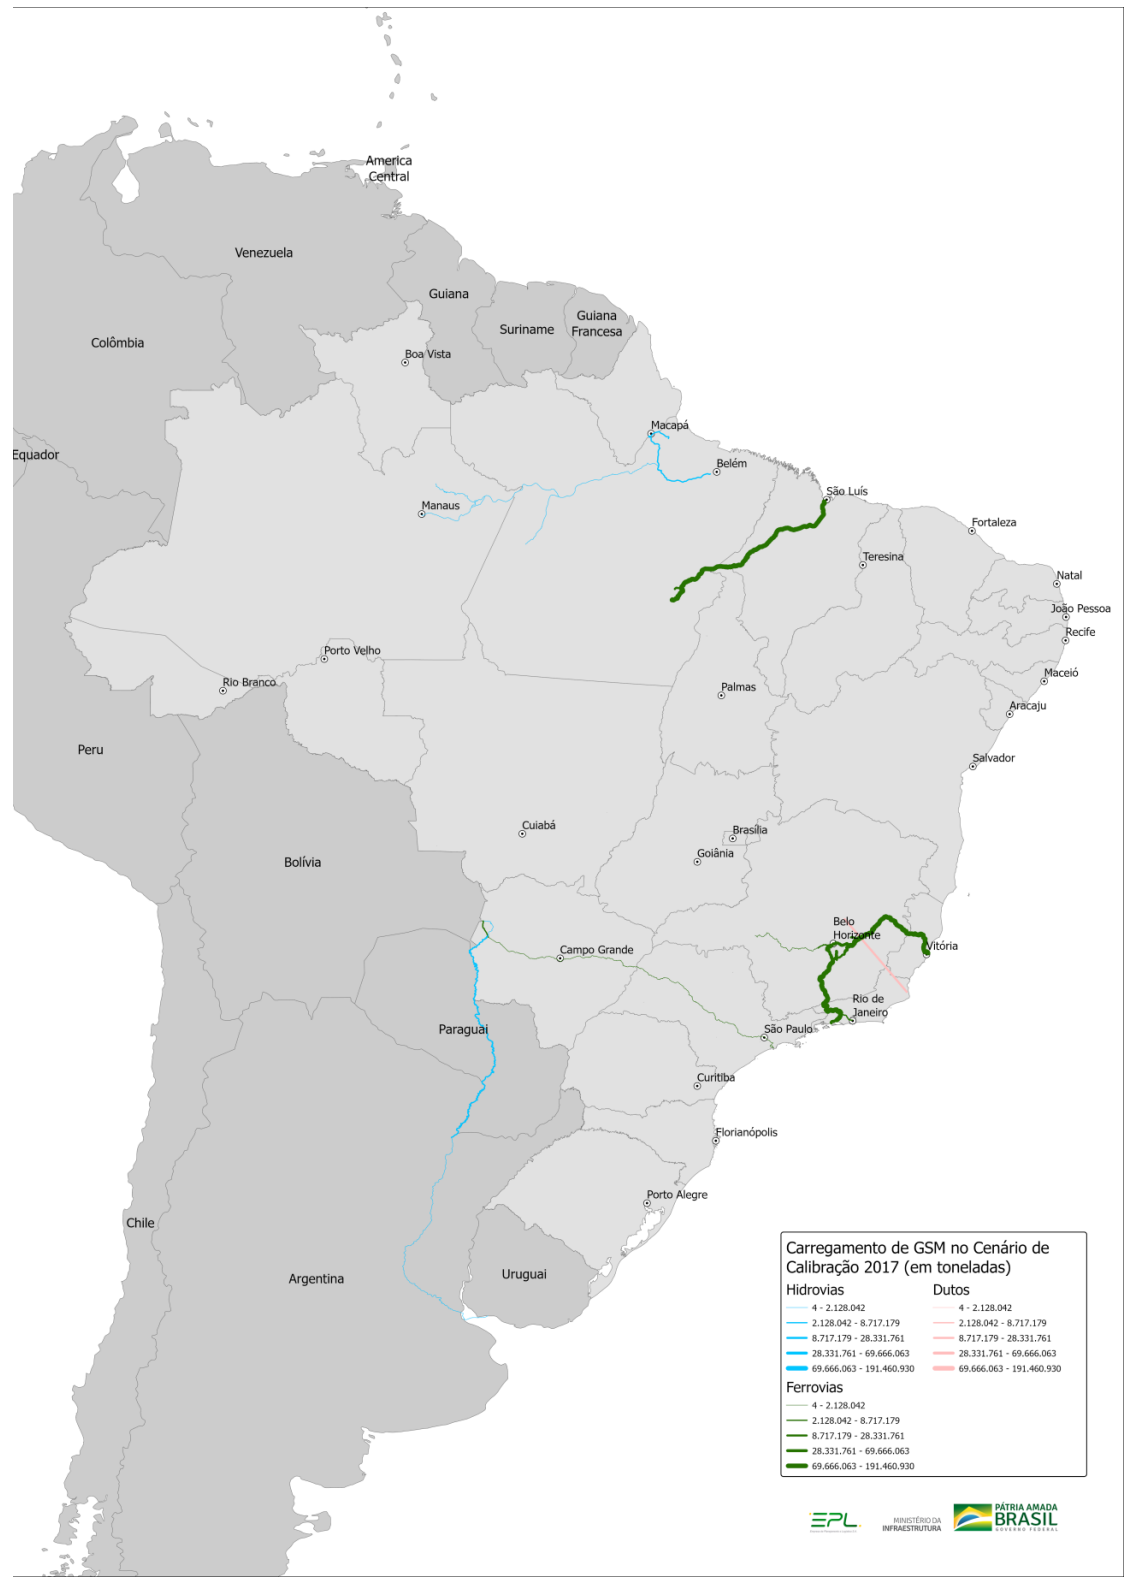 America
Central
Venezuela
Guiana
Suriname
Guiana
Francesa
Colômbia
Boa Vista
Macapá
Equador
Belém
São Luís
Manaus
Fortaleza
Teresina
Natal
João Pessoa
Recife
Porto Velho
Rio Branco
Maceió
Palmas
Aracaju
Peru
Salvador
Cuiabá
Brasília
Goiânia
Bolívia
Belo
Horizonte
Vitória
Campo Grande
Rio de
Janeiro
Paraguai
São Paulo
Curitiba
Florianópolis
Porto Alegre
Chile
Argentina
Uruguai
Carregamento de GSM no Cenário de
Calibração 2017 (em toneladas)
Hidrovias
4 - 2.128.042
2.128.042 - 8.717.179
8.717.179 - 28.331.761
28.331.761 - 69.666.063
69.666.063 - 191.460.930
Dutos
4 - 2.128.042
2.128.042 - 8.717.179
8.717.179 - 28.331.761
28.331.761 - 69.666.063
69.666.063 - 191.460.930
Ferrovias
4 - 2.128.042
2.128.042 - 8.717.179
8.717.179 - 28.331.761
28.331.761 - 69.666.063
69.666.063 - 191.460.930
EPL
MINISTÉRIO DA
INFRAESTRUTURA
PÁTRIA AMADA
BRASIL
GOVERNO FEDERAL